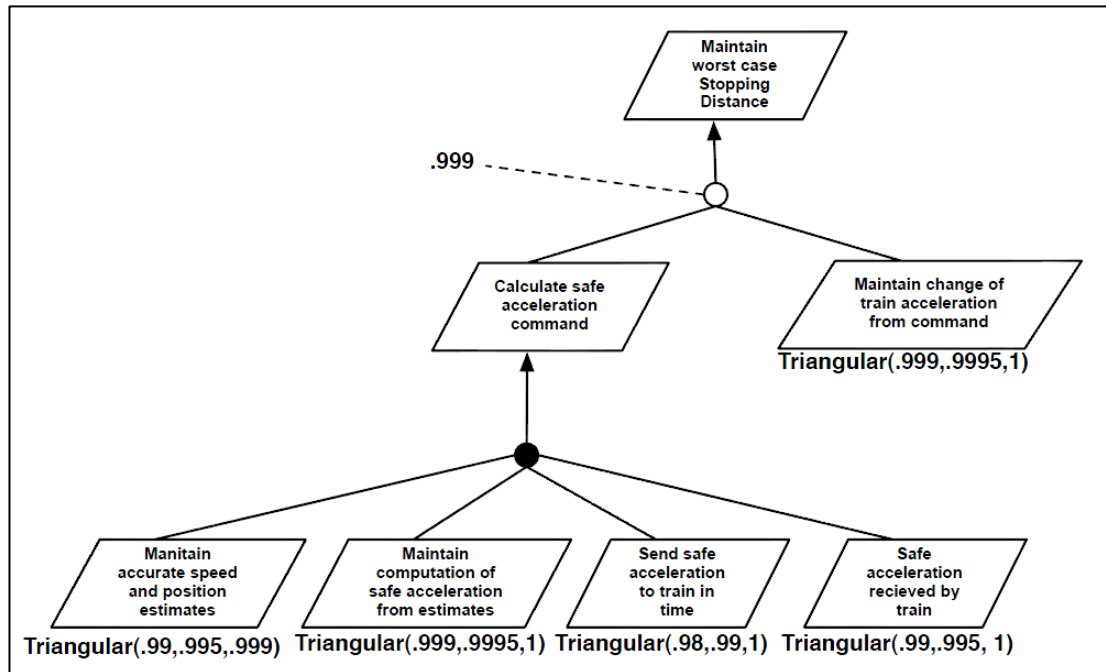 Maintain
worst case
Stopping
Distance
.999
Calculate safe
acceleration
command
Maintain change of
train acceleration
from command
Triangular(.999,.9995,1)
Manitain
accurate speed
and position
estimates
Triangular(.99,.995,.999)
Maintain
computation of
safe acceleration
from estimates
Triangular(.999,.9995,1)
Send safe
acceleration
to train in
time
Triangular(.98,.99,1)
Safe
acceleration
recieved by
train
Triangular(.99,.995, 1)